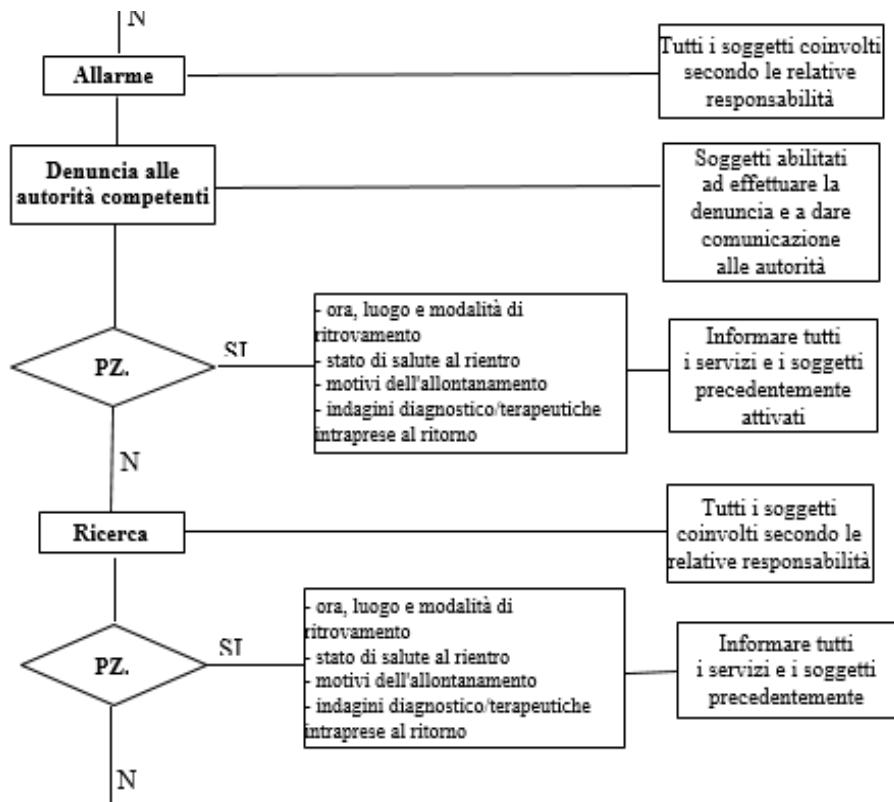 N
Allarme
Tutti i soggetti coinvolti
secondo le relative
responsabilità
Denuncia alle
autorità competenti
Soggetti abilitati
ad effettuare la
denuncia e a dare
comunicazione
alle autorità
PZ.
SI
- ora, luogo e modalità di
ritrovamento
- stato di salute al rientro
- motivi dell'allontanamento
- indagini diagnostico/terapeutiche
intraprese al ritorno
Informare tutti
i servizi e i soggetti
precedentemente
attivati
N
Ricerca
Tutti i soggetti
coinvolti secondo le
relative responsabilità
PZ.
SI
- ora, luogo e modalità di
ritrovamento
- stato di salute al rientro
- motivi dell'allontanamento
- indagini diagnostico/terapeutiche
intraprese al ritorno
Informare tutti
i servizi e i soggetti
precedentemente
N